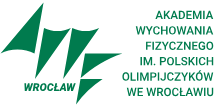 WROCŁAW
AKADEMIA
WYCHOWANIA
FIZYCZNEGO
IM. POLSKICH
OLIMPIJCZYKÓW
WE WROCŁAWIU